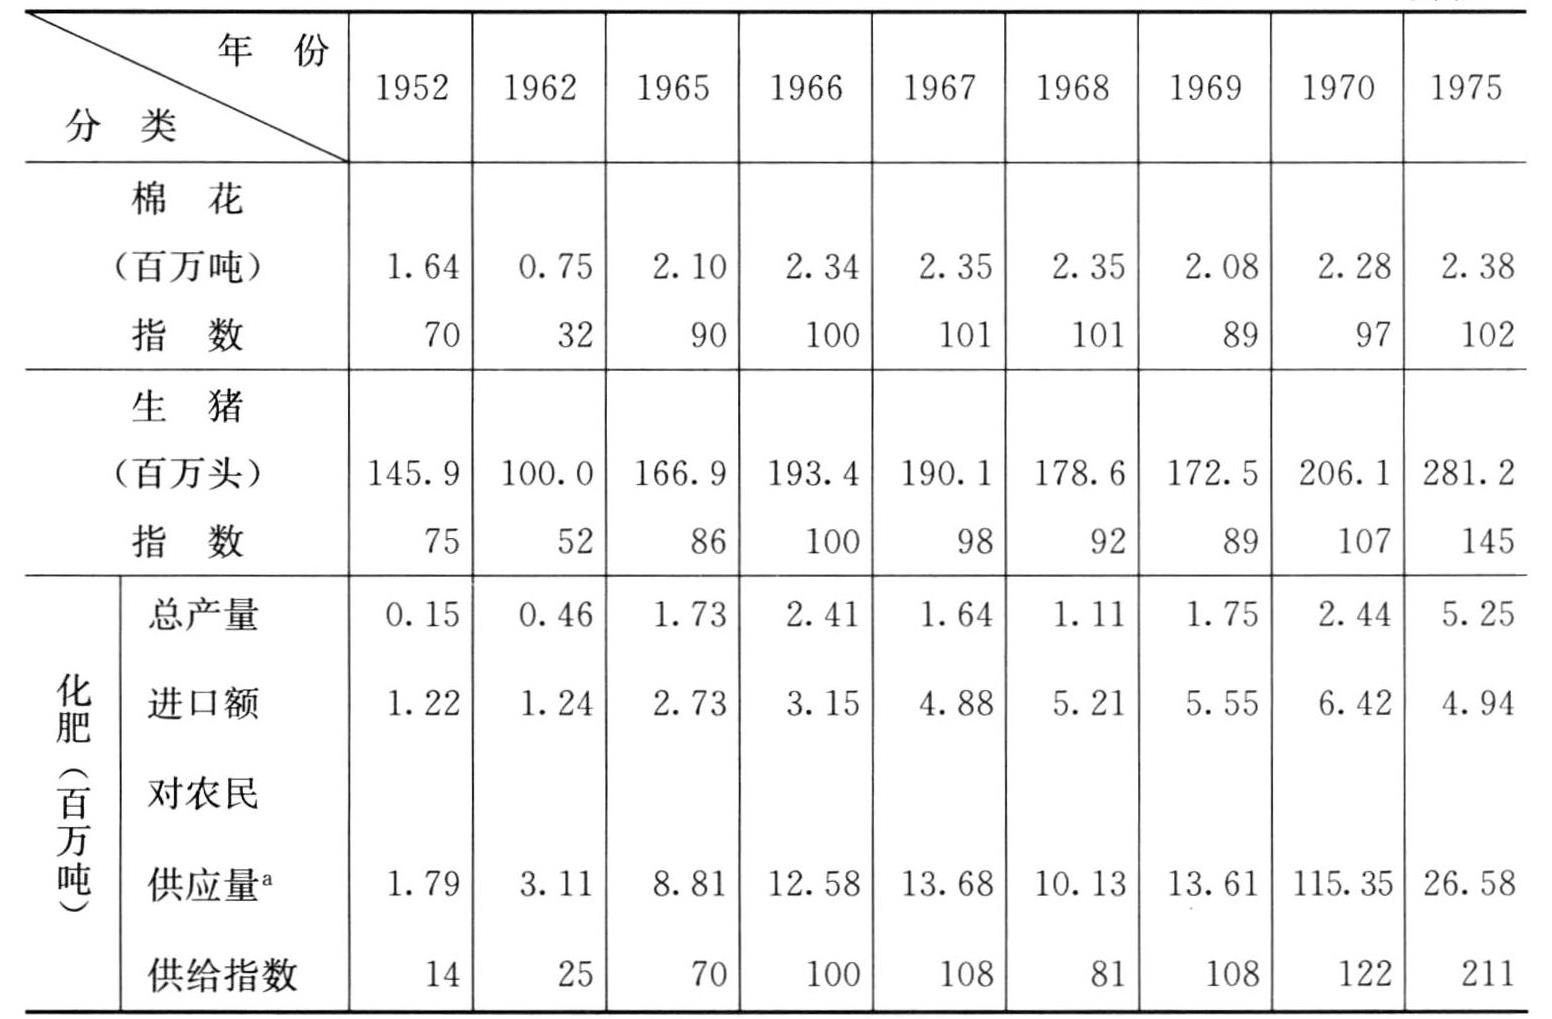 年 份
分 类
1952 1962 1965 1966 1967 1968 1969 1970 1975
棉 花
(百万吨) 1.64 0.75 2.10 2.34 2.35 2.35 2.08 2.28 2.38
指 数 70 32 90 100 101 101 89 97 102
生 猪
(百万头) 145.9 100.0 166.9 193.4 190.1 178.6 172.5 206.1 281.2
指 数 75 52 86 100 98 92 89 107 145
化肥(百万吨)
总产量 0.15 0.46 1.73 2.41 1.64 1.11 1.75 2.44 5.25
进口额 1.22 1.24 2.73 3.15 4.88 5.21 5.55 6.42 4.94
对农民
供应量a 1.79 3.11 8.81 12.58 13.68 10.13 13.61 115.35 26.58
供给指数 14 25 70 100 108 81 108 122 211